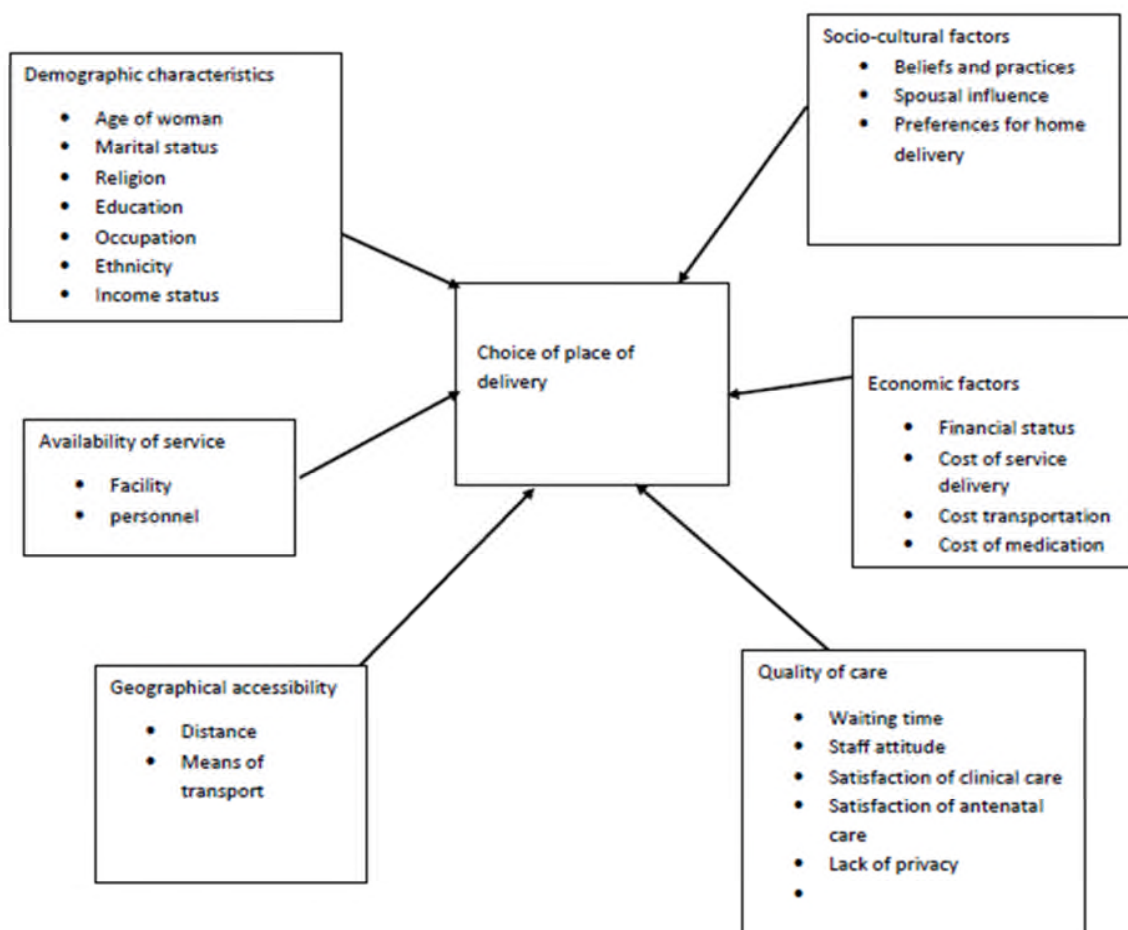 Demographic characteristics
• Age of woman
• Marital status
• Religion
• Education
• Occupation
• Ethnicity
• Income status
Socio-cultural factors
• Beliefs and practices
• Spousal influence
• Preferences for home
delivery
Choice of place of
delivery
Economic factors
• Financial status
• Cost of service
delivery
• Cost transportation
• Cost of medication
Availability of service
• Facility
• personnel
Geographical accessibility
• Distance
• Means of
transport
Quality of care
• Waiting time
• Staff attitude
• Satisfaction of clinical care
• Satisfaction of antenatal
care
• Lack of privacy
•